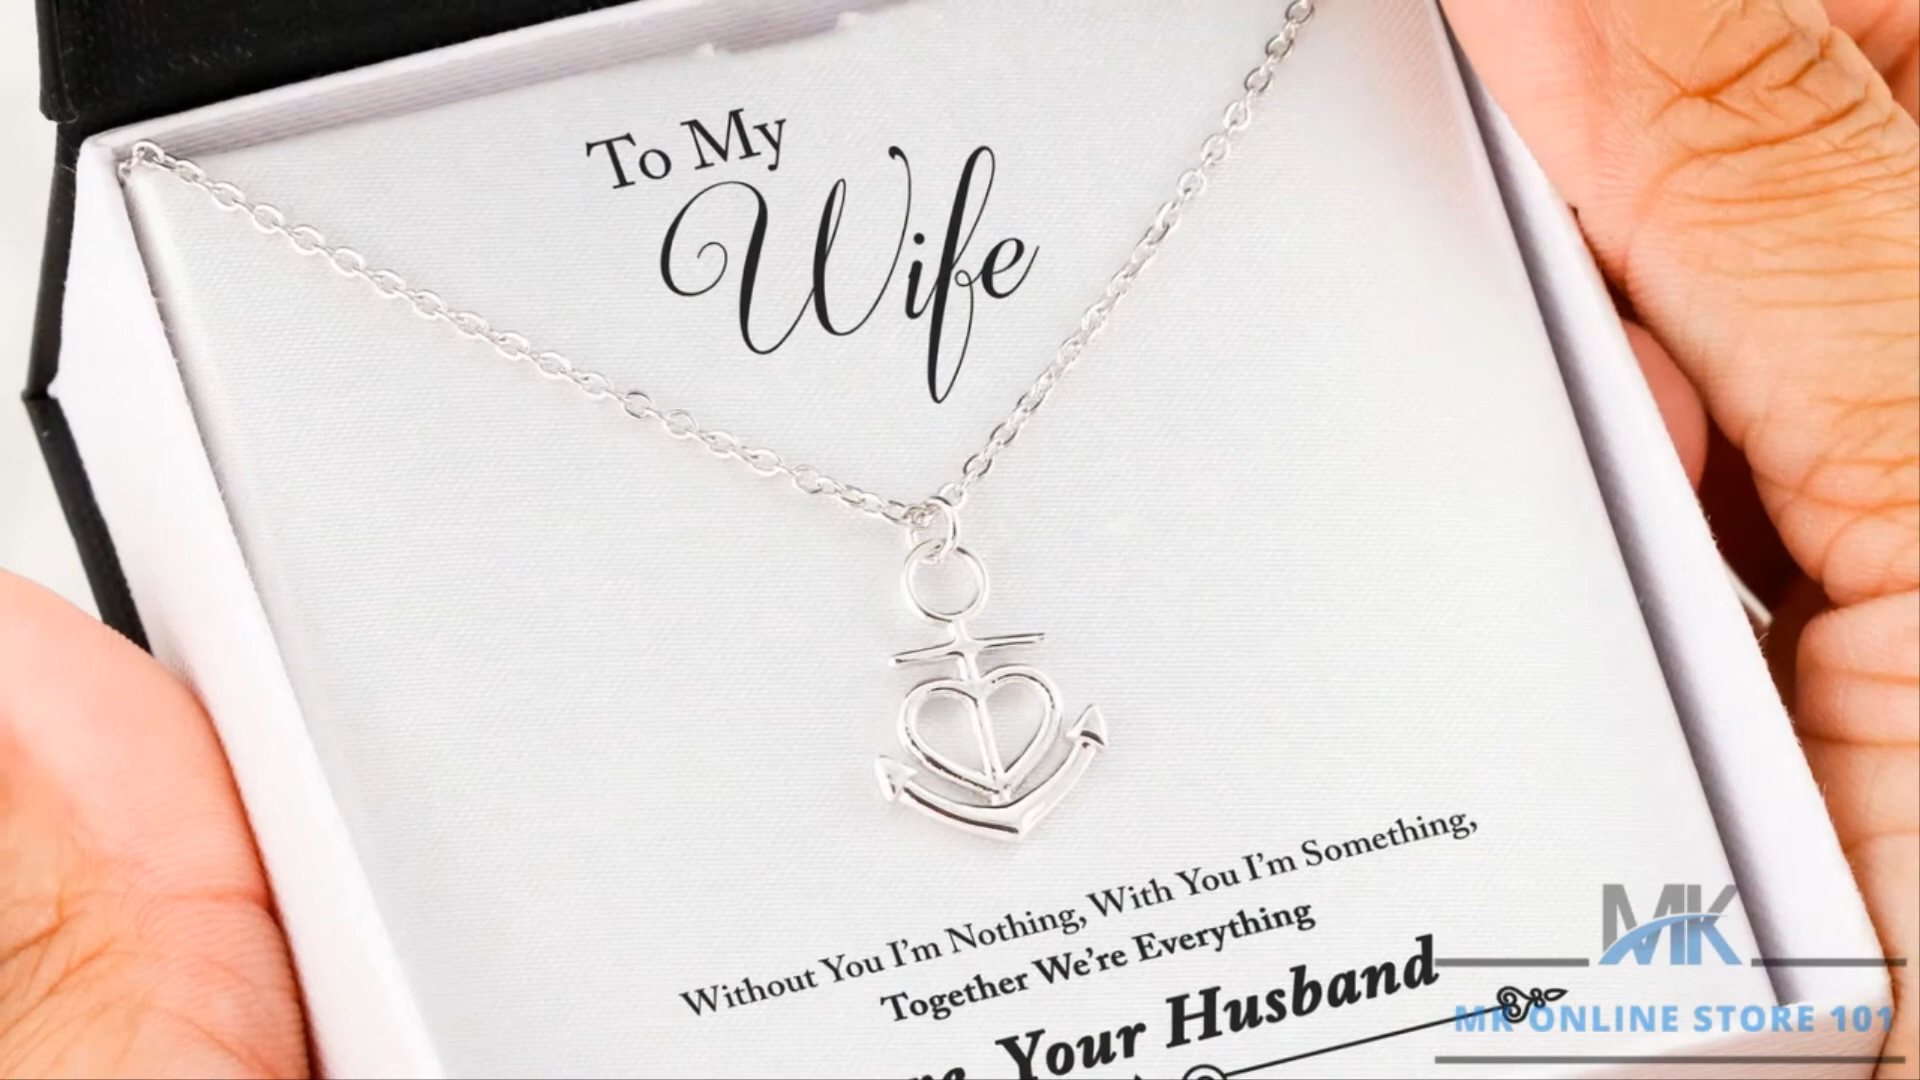 To My
Wife
Without You I'm Nothing, With You I'm Something,
Together We're Everything
Your Husband
MK
MK ONLINE STORE 101